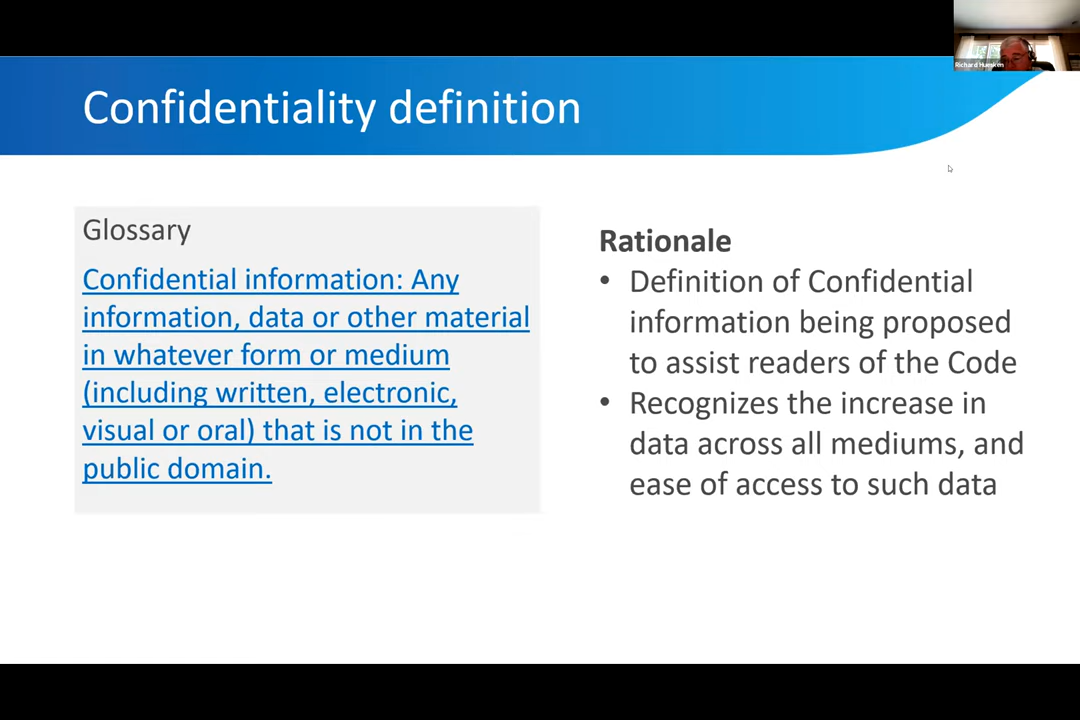 Richard Huesken
Confidentiality definition
Glossary
Confidential information: Any
information, data or other material
in whatever form or medium
(including written, electronic,
visual or oral) that is not in the
public domain.
Rationale
• Definition of Confidential
information being proposed
to assist readers of the Code
• Recognizes the increase in
data across all mediums, and
ease of access to such data